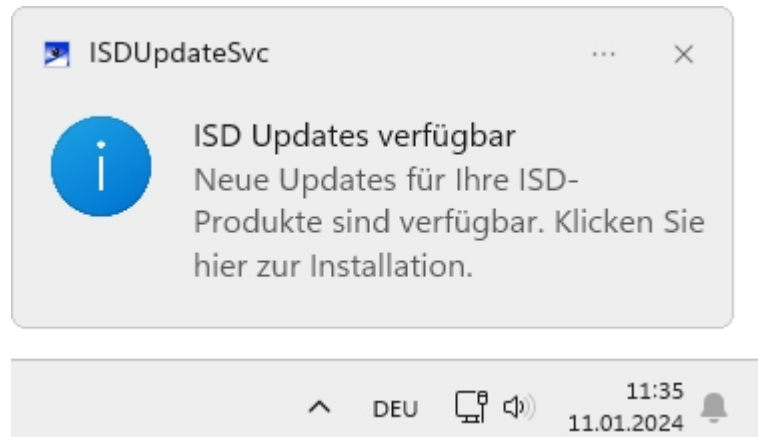 ISDUpdateSvc
ISD Updates verfügbar
Neue Updates für Ihre ISD-
Produkte sind verfügbar. Klicken Sie
hier zur Installation.
DEU
11:35
11.01.2024